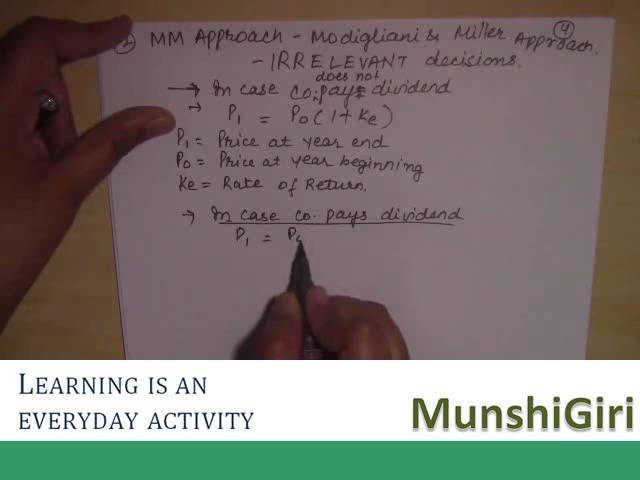 2 MM Approach - Modigliani & Miller Approach. 4
- IRRELEVANT decisions.
does not
→ In case co. pays dividend
→ P1 = P0 (1 + Ke)
P1 = Price at year end
P0 = Price at year beginning
Ke = Rate of Return.
→ In case co. pays dividend
P1 = P0
LEARNING IS AN
EVERYDAY ACTIVITY
MunshiGiri